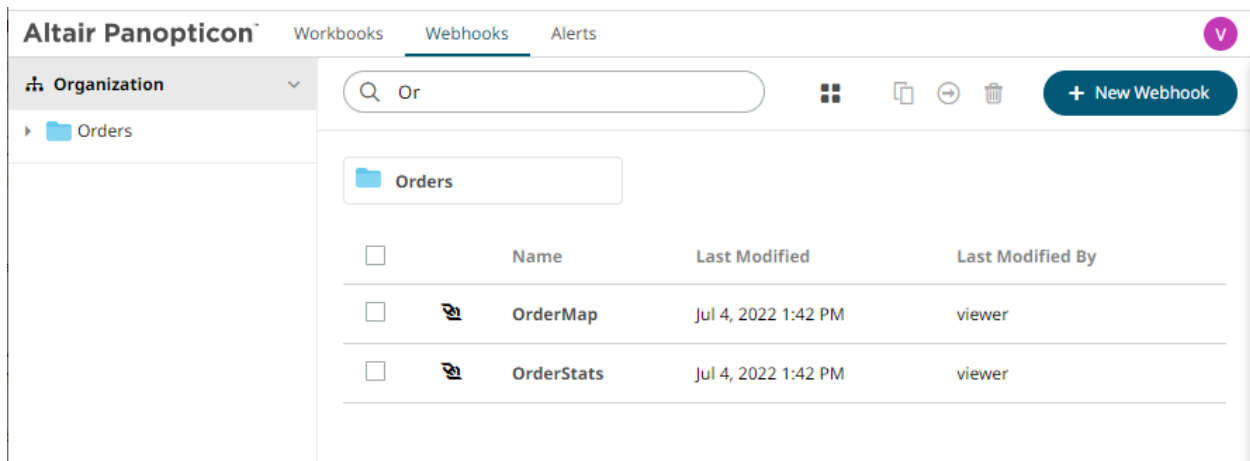 Altair Panopticon™ Workbooks Webhooks Alerts V
Organization
Or
+ New Webhook
Orders
Orders
Name Last Modified Last Modified By
OrderMap Jul 4, 2022 1:42 PM viewer
OrderStats Jul 4, 2022 1:42 PM viewer